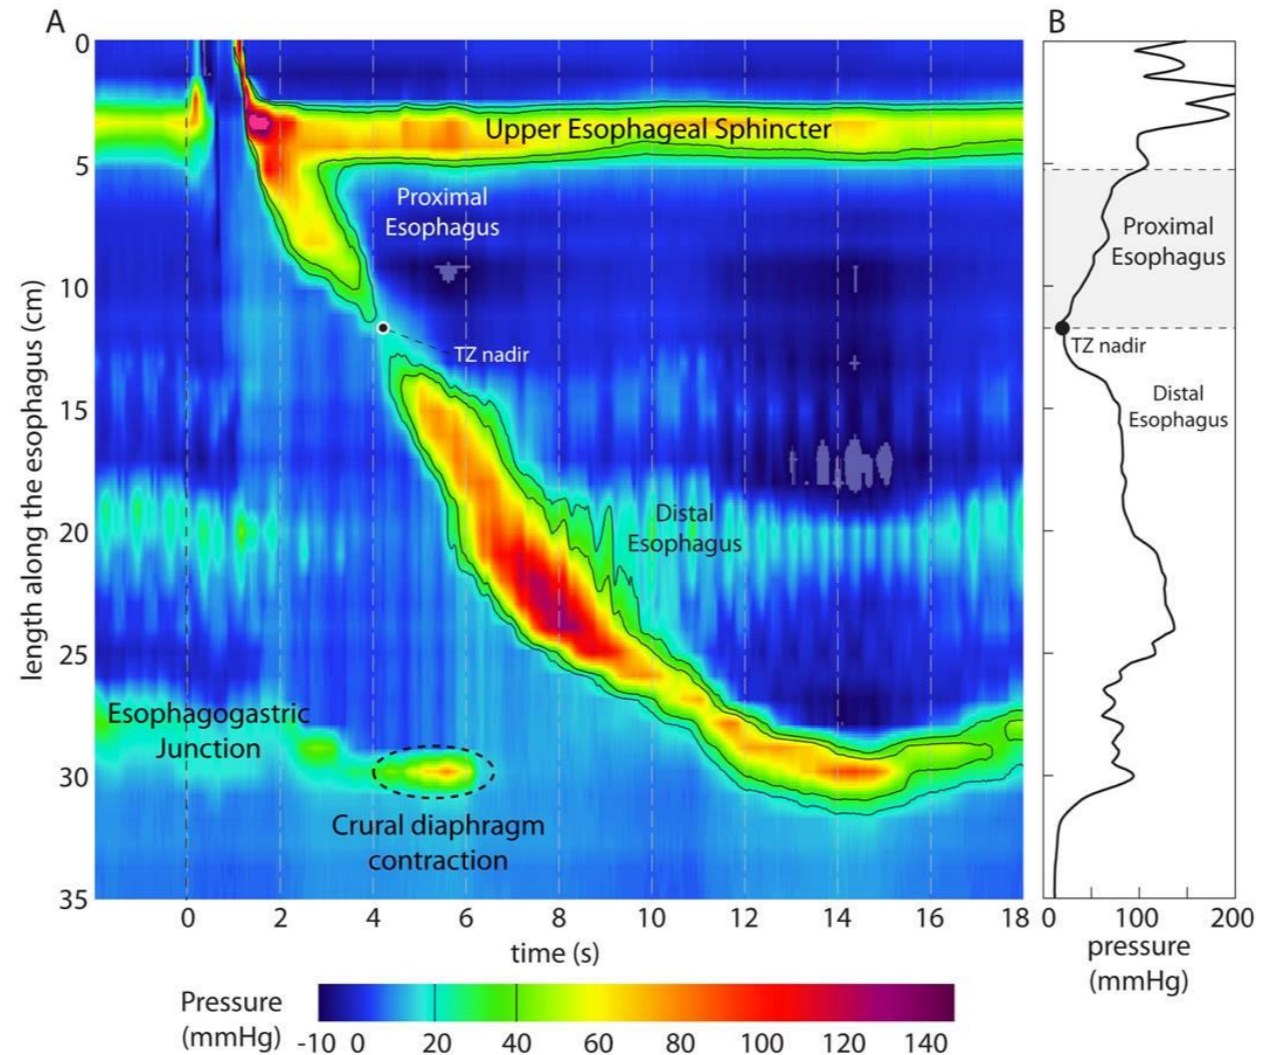 A
B
0
5
10
15
20
25
30
35
length along the esophagus (cm)
Upper Esophageal Sphincter
Proximal
Esophagus
TZ nadir
Distal
Esophagus
Esophagogastric
Junction
Crural diaphragm
contraction
0 2 4 6 8 10 12 14 16 18
time (s)
Proximal
Esophagus
TZ nadir
Distal
Esophagus
0 100 200
pressure
(mmHg)
Pressure
(mmHg)
-10 0 20 40 60 80 100 120 140